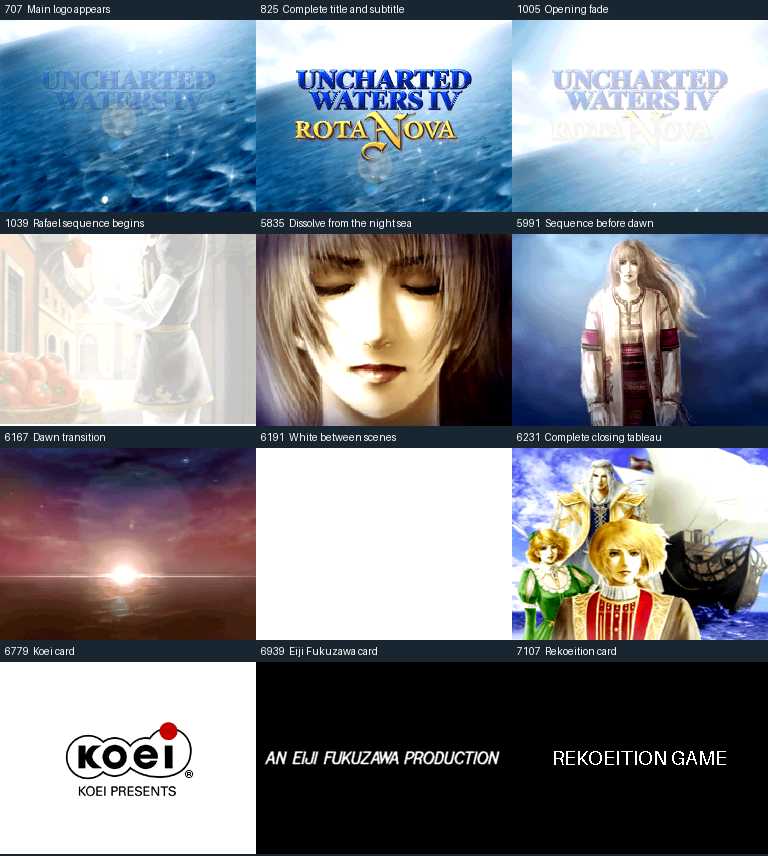 707 Main logo appears
825 Complete title and subtitle
1005 Opening fade
UNCHARTED
WATERS IV
UNCHARTED
WATERS IV
ROTA NOVA
UNCHARTED
WATERS IV
ROTA NOVA
1039 Rafael sequence begins
5835 Dissolve from the night sea
5991 Sequence before dawn
6167 Dawn transition
6191 White between scenes
6231 Complete closing tableau
6779 Koei card
6939 Eiji Fukuzawa card
7107 Rekoeition card
koei
®
KOEI PRESENTS
AN EIJI FUKUZAWA PRODUCTION
REKOEITION GAME